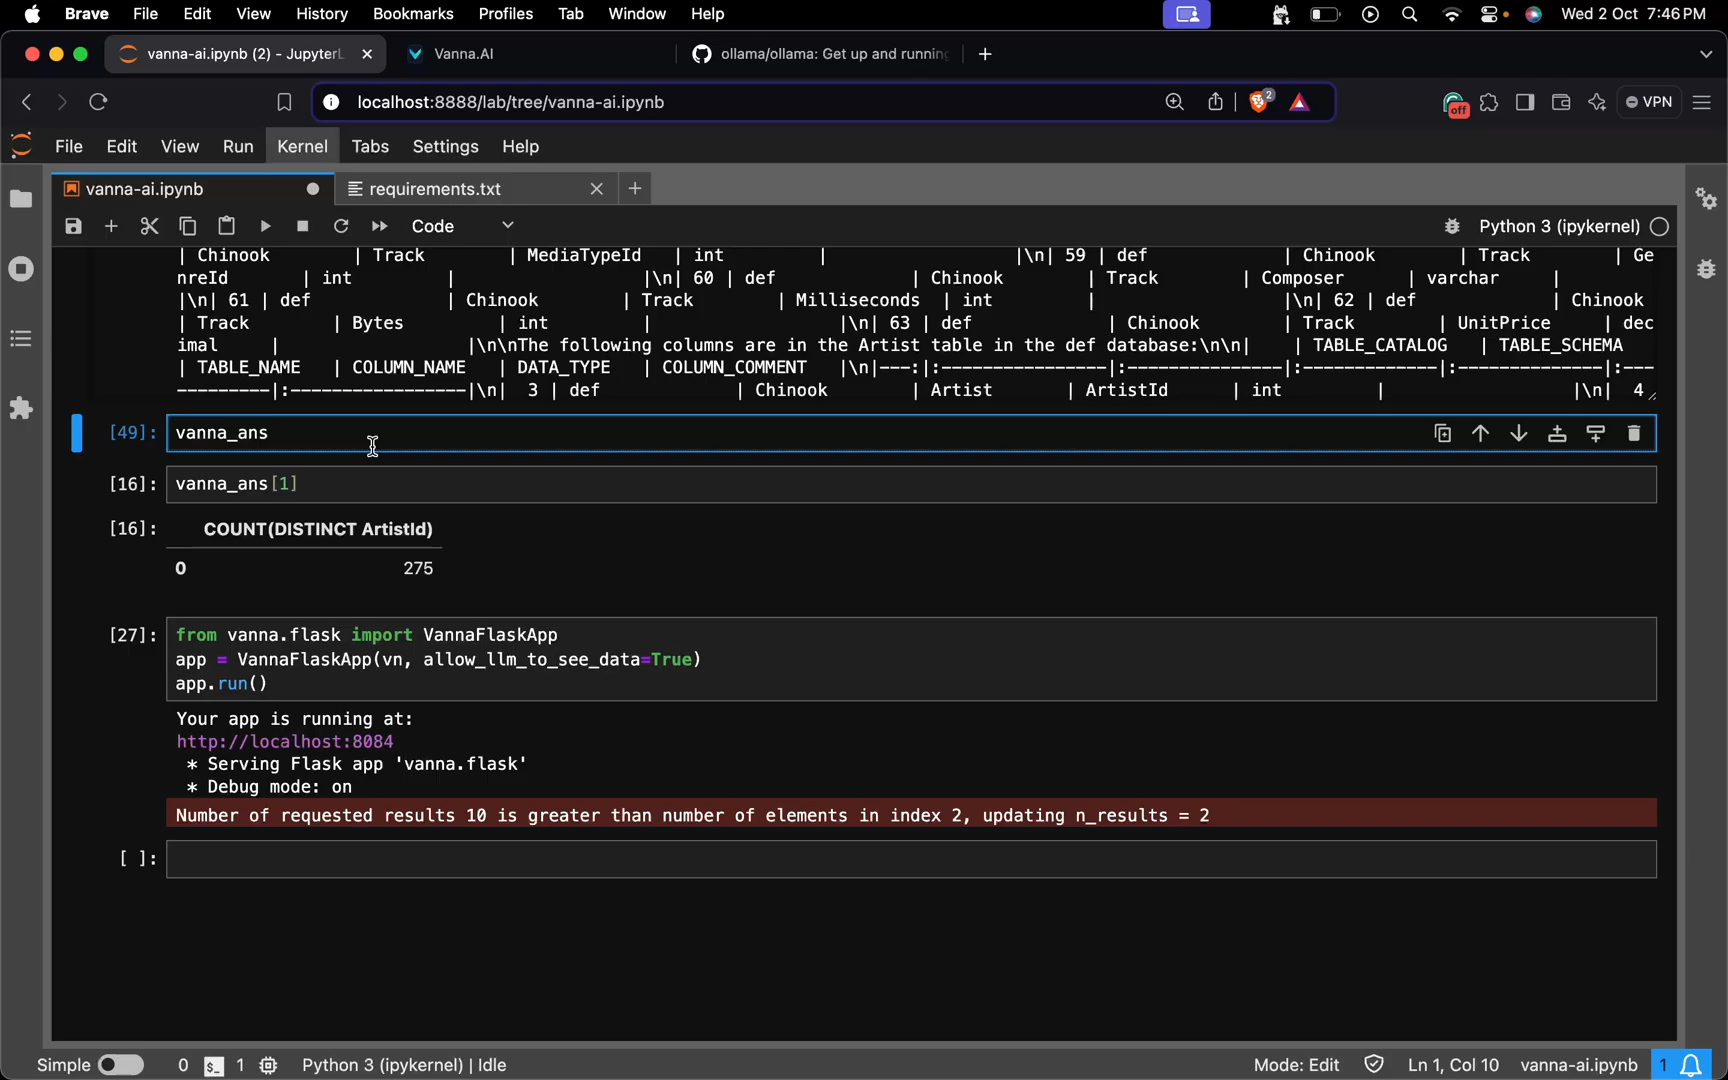 Brave File Edit View History Bookmarks Profiles Tab Window Help Wed 2 Oct 7:46 PM
vanna-ai.ipynb (2) - JupyterL Vanna.AI ollama/ollama: Get up and running
localhost:8888/lab/tree/vanna-ai.ipynb 2 off VPN
File Edit View Run Kernel Tabs Settings Help
vanna-ai.ipynb requirements.txt
Code Python 3 (ipykernel)
| Chinook | Track | MediaTypeId | int | |\n| 59 | def | Chinook | Track | Ge
nreId | int | |\n| 60 | def | Chinook | Track | Composer | varchar |
|\n| 61 | def | Chinook | Track | Milliseconds | int | |\n| 62 | def | Chinook
| Track | Bytes | int | |\n| 63 | def | Chinook | Track | UnitPrice | dec
imal | |\n\nThe following columns are in the Artist table in the def database:\n\n| | TABLE_CATALOG | TABLE_SCHEMA
| TABLE_NAME | COLUMN_NAME | DATA_TYPE | COLUMN_COMMENT |\n|---:|:----------------|:---------------|:-------------|:--------------|:---
---------|:-----------------|\n| 3 | def | Chinook | Artist | ArtistId | int | |\n| 4
[49]: vanna_ans
[16]: vanna_ans[1]
[16]: COUNT(DISTINCT ArtistId)
0 275
[27]: from vanna.flask import VannaFlaskApp
app = VannaFlaskApp(vn, allow_llm_to_see_data=True)
app.run()
Your app is running at:
http://localhost:8084
* Serving Flask app 'vanna.flask'
* Debug mode: on
Number of requested results 10 is greater than number of elements in index 2, updating n_results = 2
[ ]:
Simple 0 $_ 1 Python 3 (ipykernel) | Idle Mode: Edit Ln 1, Col 10 vanna-ai.ipynb 1